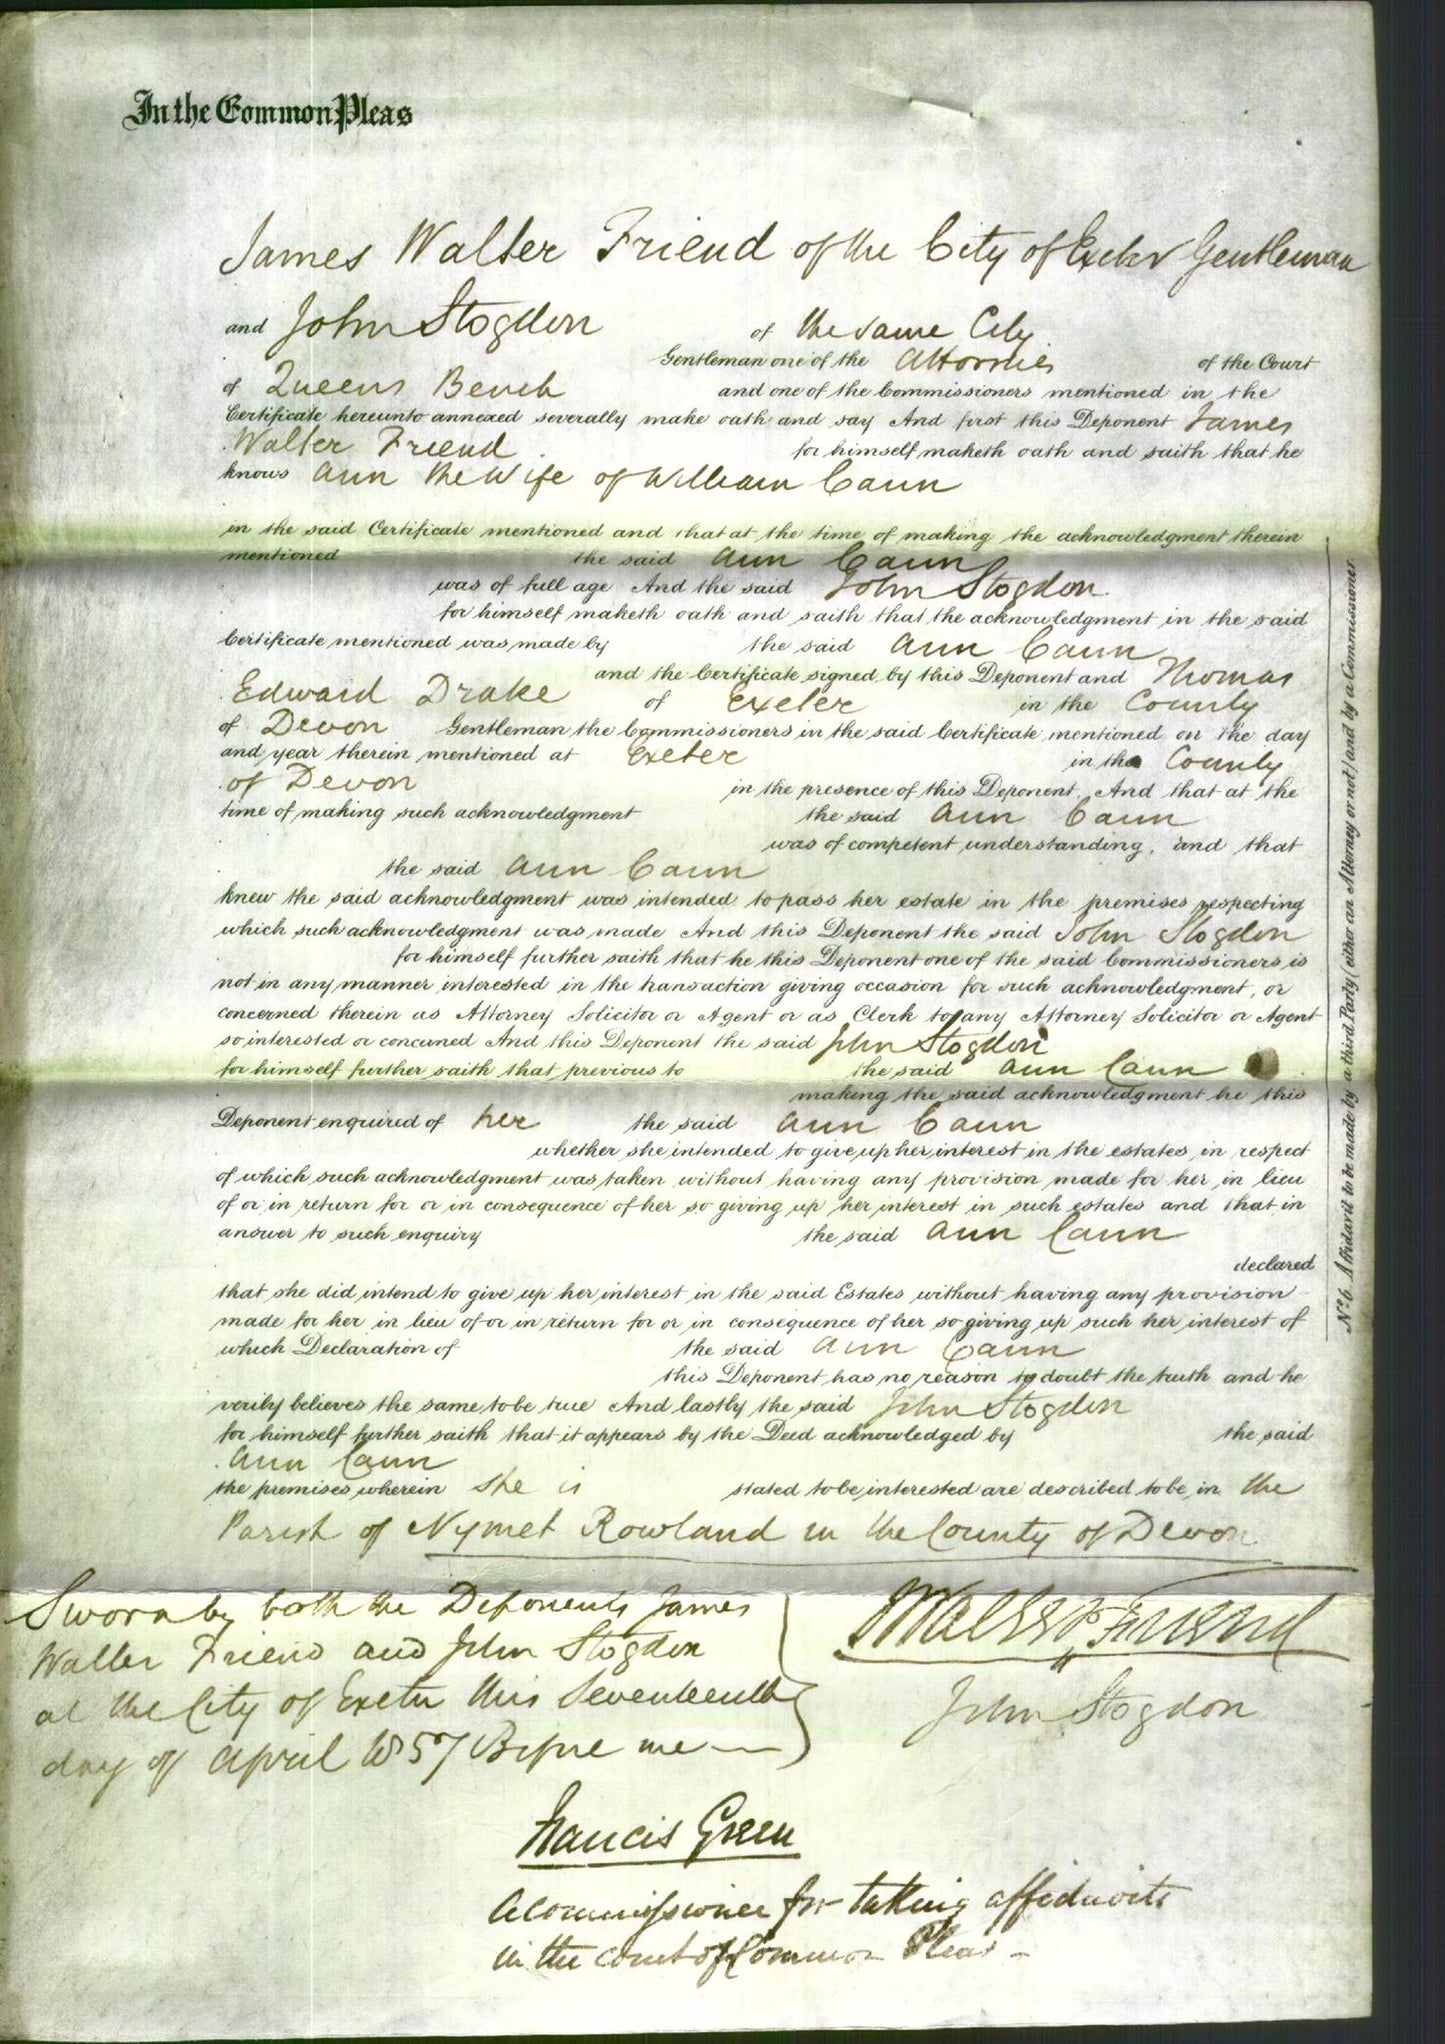 In the Common Pleas
James Walter Friend of the City of Exeter Gentleman
and John Stogdon of the same City
Gentleman one of the Attornies of the Court
of Queens Bench and one of the Commissioners mentioned in the
Certificate hereunto annexed severally make oath and say And first this Deponent James
Walter Friend for himself maketh oath and saith that he
knows Ann the Wife of William Cann
in the said Certificate mentioned and that at the time of making the acknowledgment therein
mentioned the said Ann Cann
was of full age And the said John Stogdon
for himself maketh oath and saith that the acknowledgment in the said
Certificate mentioned was made by the said Ann Cann
and the Certificate signed by this Deponent and Thomas
Edward Drake of Exeter in the County
of Devon Gentleman the Commissioners in the said Certificate mentioned on the day
and year therein mentioned at Exeter in the County
of Devon in the presence of this Deponent And that at the
time of making such acknowledgment the said Ann Cann
was of competent understanding, and that
the said Ann Cann
knew the said acknowledgment was intended to pass her estate in the premises respecting
which such acknowledgment was made And this Deponent the said John Stogdon
for himself further saith that he this Deponent one of the said Commissioners is
not in any manner interested in the transaction giving occasion for such acknowledgment, or
concerned therein as Attorney Solicitor or Agent or as Clerk to any Attorney Solicitor or Agent
so interested or concerned And this Deponent the said John Stogdon
for himself further saith that previous to the said Ann Cann
making the said acknowledgment he this
Deponent enquired of her the said Ann Cann
whether she intended to give up her interest in the estates in respect
of which such acknowledgment was taken without having any provision made for her in lieu
of or in return for or in consequence of her so giving up her interest in such estates and that in
answer to such enquiry the said Ann Cann
declared
that she did intend to give up her interest in the said Estates without having any provision
made for her in lieu of or in return for or in consequence of her so giving up such her interest of
which Declaration of the said Ann Cann
this Deponent has no reason to doubt the truth and he
verily believes the same to be true And lastly the said John Stogdon
for himself further saith that it appears by the Deed acknowledged by the said
Ann Cann
the premises wherein she is stated to be interested are described to be in the
Parish of Nymet Rowland in the County of Devon
Sworn by both the Deponents James
Walter Friend and John Stogdon
at the City of Exeter this Seventeenth
day of April 1857 Before me
J Walter Friend
John Stogdon
Francis Green
A Commissioner for taking affidavits
in the court of Common Pleas
No. 6. Affidavit to be made by a third Party (either an Attorney or not) and by a Commissioner